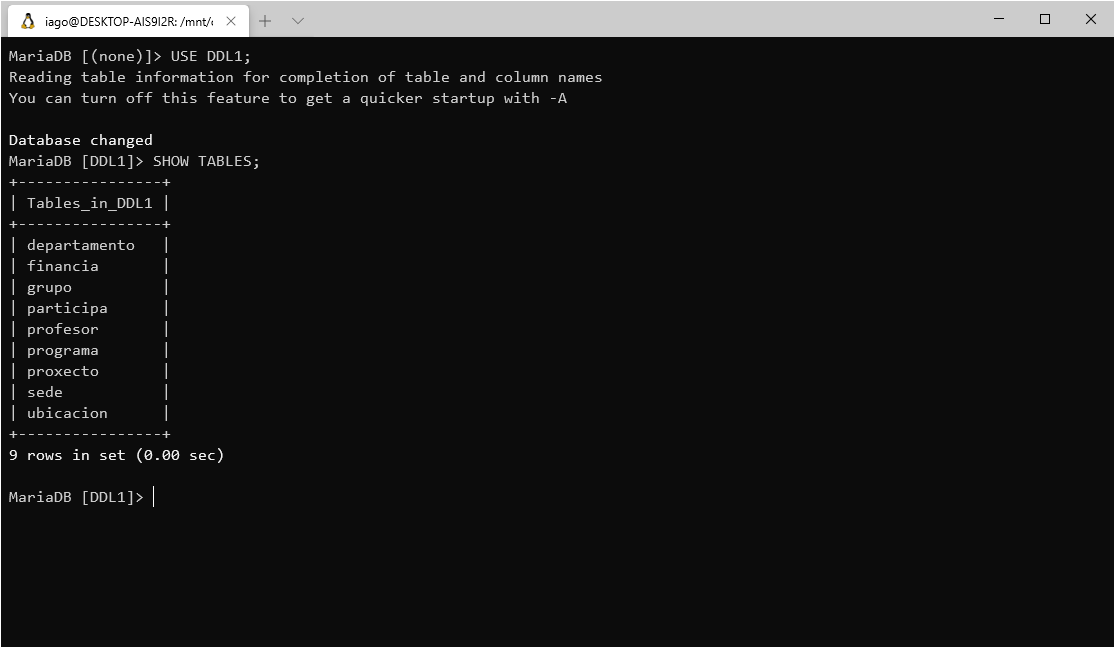 iago@DESKTOP-AIS9I2R: /mnt/
MariaDB [(none)]> USE DDL1;
Reading table information for completion of table and column names
You can turn off this feature to get a quicker startup with -A
Database changed
MariaDB [DDL1]> SHOW TABLES;
+----------------+
| Tables_in_DDL1 |
+----------------+
| departamento   |
| financia       |
| grupo          |
| participa      |
| profesor       |
| programa       |
| proxecto       |
| sede           |
| ubicacion      |
+----------------+
9 rows in set (0.00 sec)
MariaDB [DDL1]>